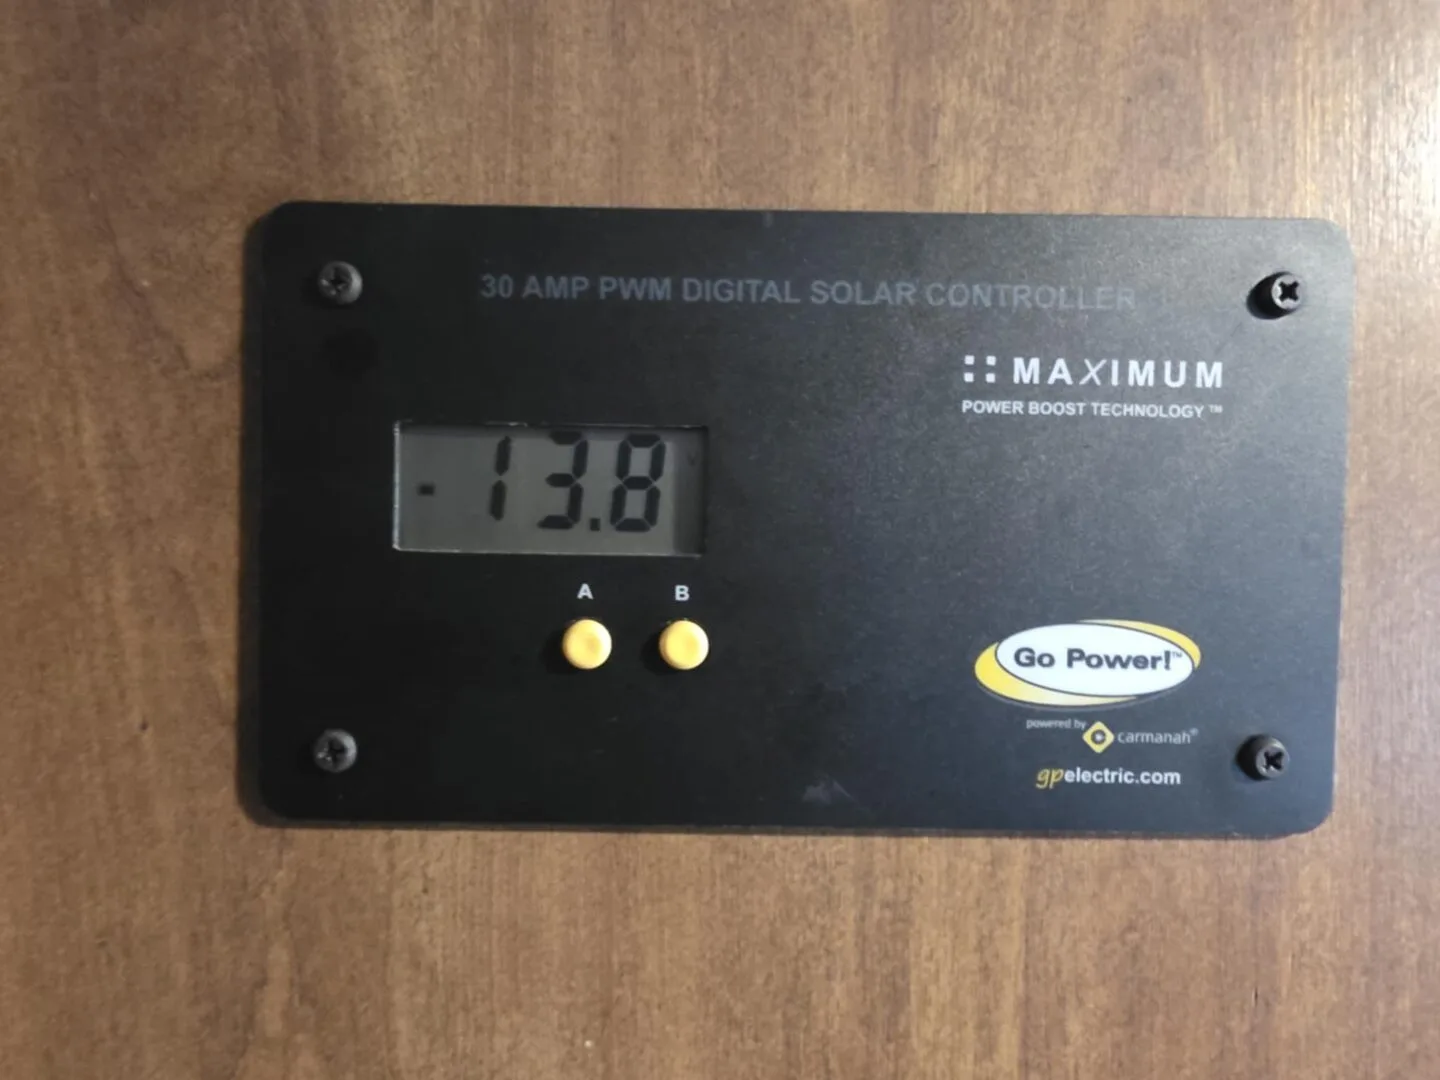 30 AMP PWM DIGITAL SOLAR CONTROLLER
MAXIMUM
POWER BOOST TECHNOLOGY™
- 13.8
A B
Go Power!™
powered by carmanah®
gpelectric.com